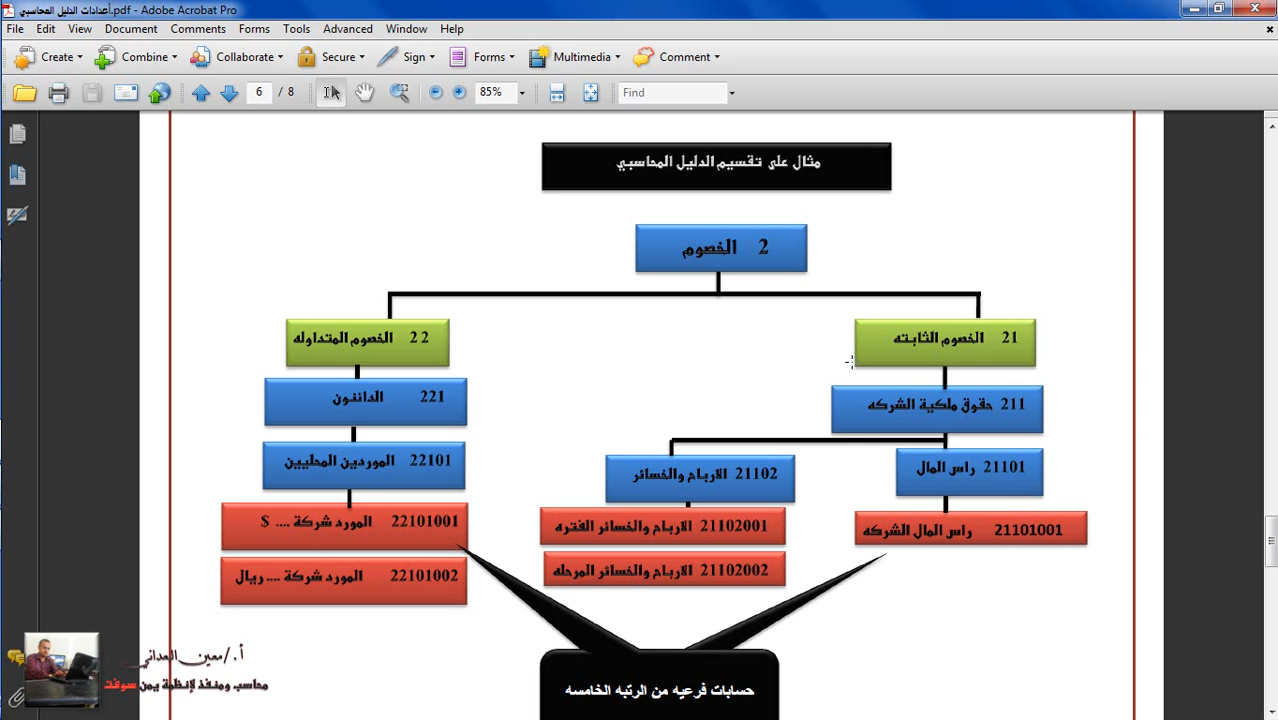 أعدادات الدليل المحاسبي.pdf - Adobe Acrobat Pro
File Edit View Document Comments Forms Tools Advanced Window Help
Create Combine Collaborate Secure Sign Forms Multimedia Comment
6 / 8 85% Find
مثال على تقسيم الدليل المحاسبي
2 الخصوم
21 الخصوم الثابته
22 الخصوم المتداوله
211 حقوق ملكية الشركه
221 الدائنون
21101 راس المال
21102 الارباح والخسائر
22101 الموردين المحليين
21101001 راس المال الشركه
21102001 الارباح والخسائر الفتره
22101001 المورد شركة .... $
21102002 الارباح والخسائر المرحله
22101002 المورد شركة .... ريال
حسابات فرعيه من الرتبه الخامسه
أ./معين العداني
محاسب ومنفذ لإنظمة يمن سوفت